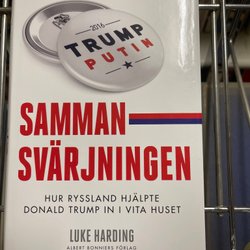 2016
TRUMP
PUTIN
SAMMAN
SVÄRJNINGEN
HUR RYSSLAND HJÄLPTE
DONALD TRUMP IN I VITA HUSET
LUKE HARDING
ALBERT BONNIERS FÖRLAG